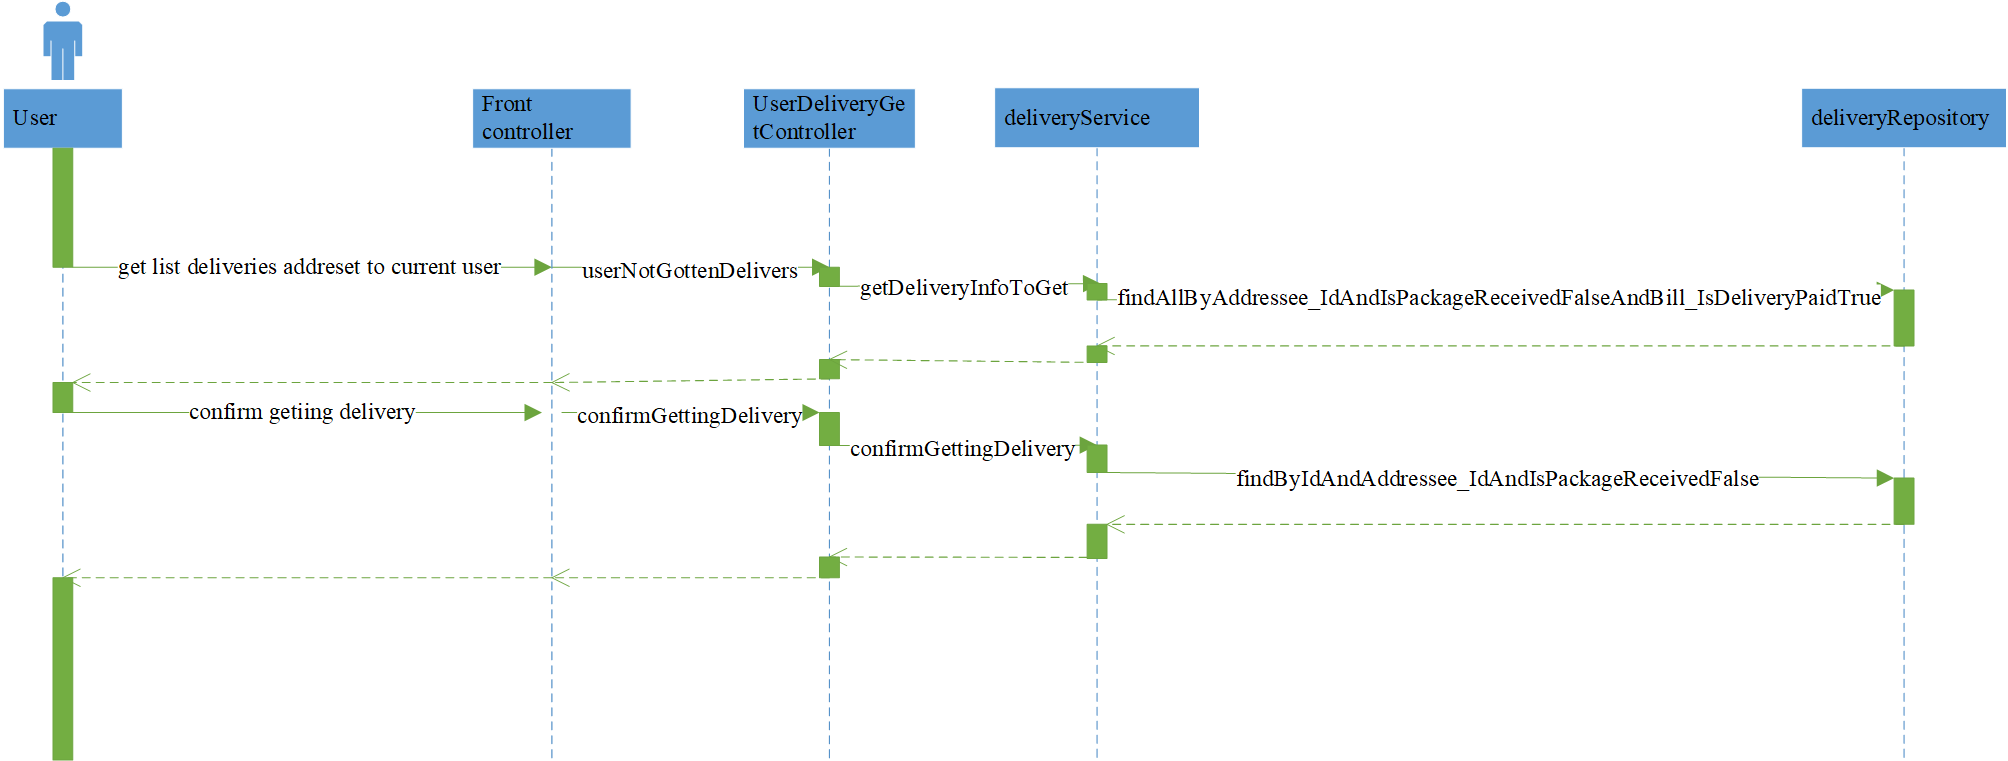 User
Front
controller
UserDeliveryGe
tController
deliveryService
deliveryRepository
get list deliveries addreset to current user
userNotGottenDelivers
getDeliveryInfoToGet
findAllByAddressee_IdAndIsPackageReceivedFalseAndBill_IsDeliveryPaidTrue
confirm getiing delivery
confirmGettingDelivery
confirmGettingDelivery
findByIdAndAddressee_IdAndIsPackageReceivedFalse